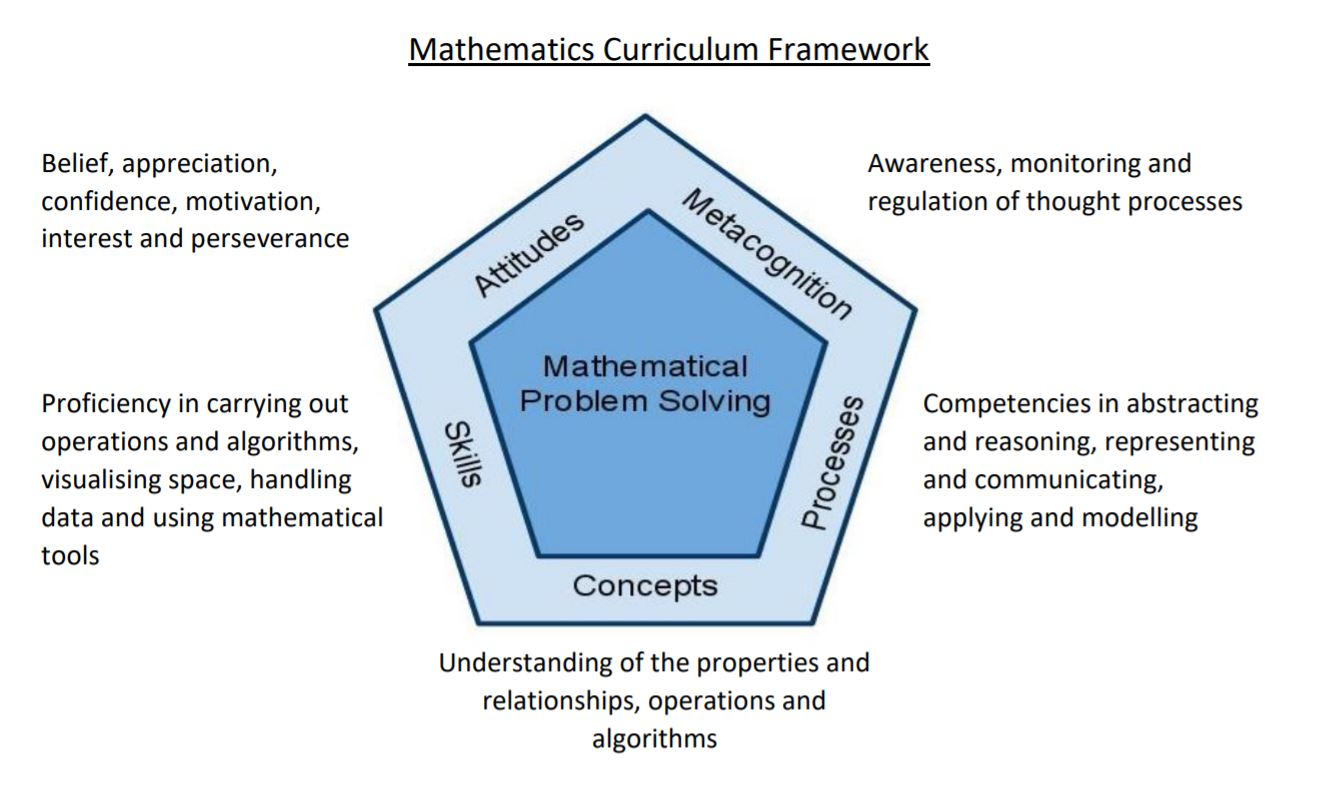 Mathematics Curriculum Framework
Belief, appreciation,
confidence, motivation,
interest and perseverance
Attitudes
Metacognition
Awareness, monitoring and
regulation of thought processes
Mathematical
Problem Solving
Proficiency in carrying out
operations and algorithms,
visualising space, handling
data and using mathematical
tools
Skills
Processes
Competencies in abstracting
and reasoning, representing
and communicating,
applying and modelling
Concepts
Understanding of the properties and
relationships, operations and
algorithms